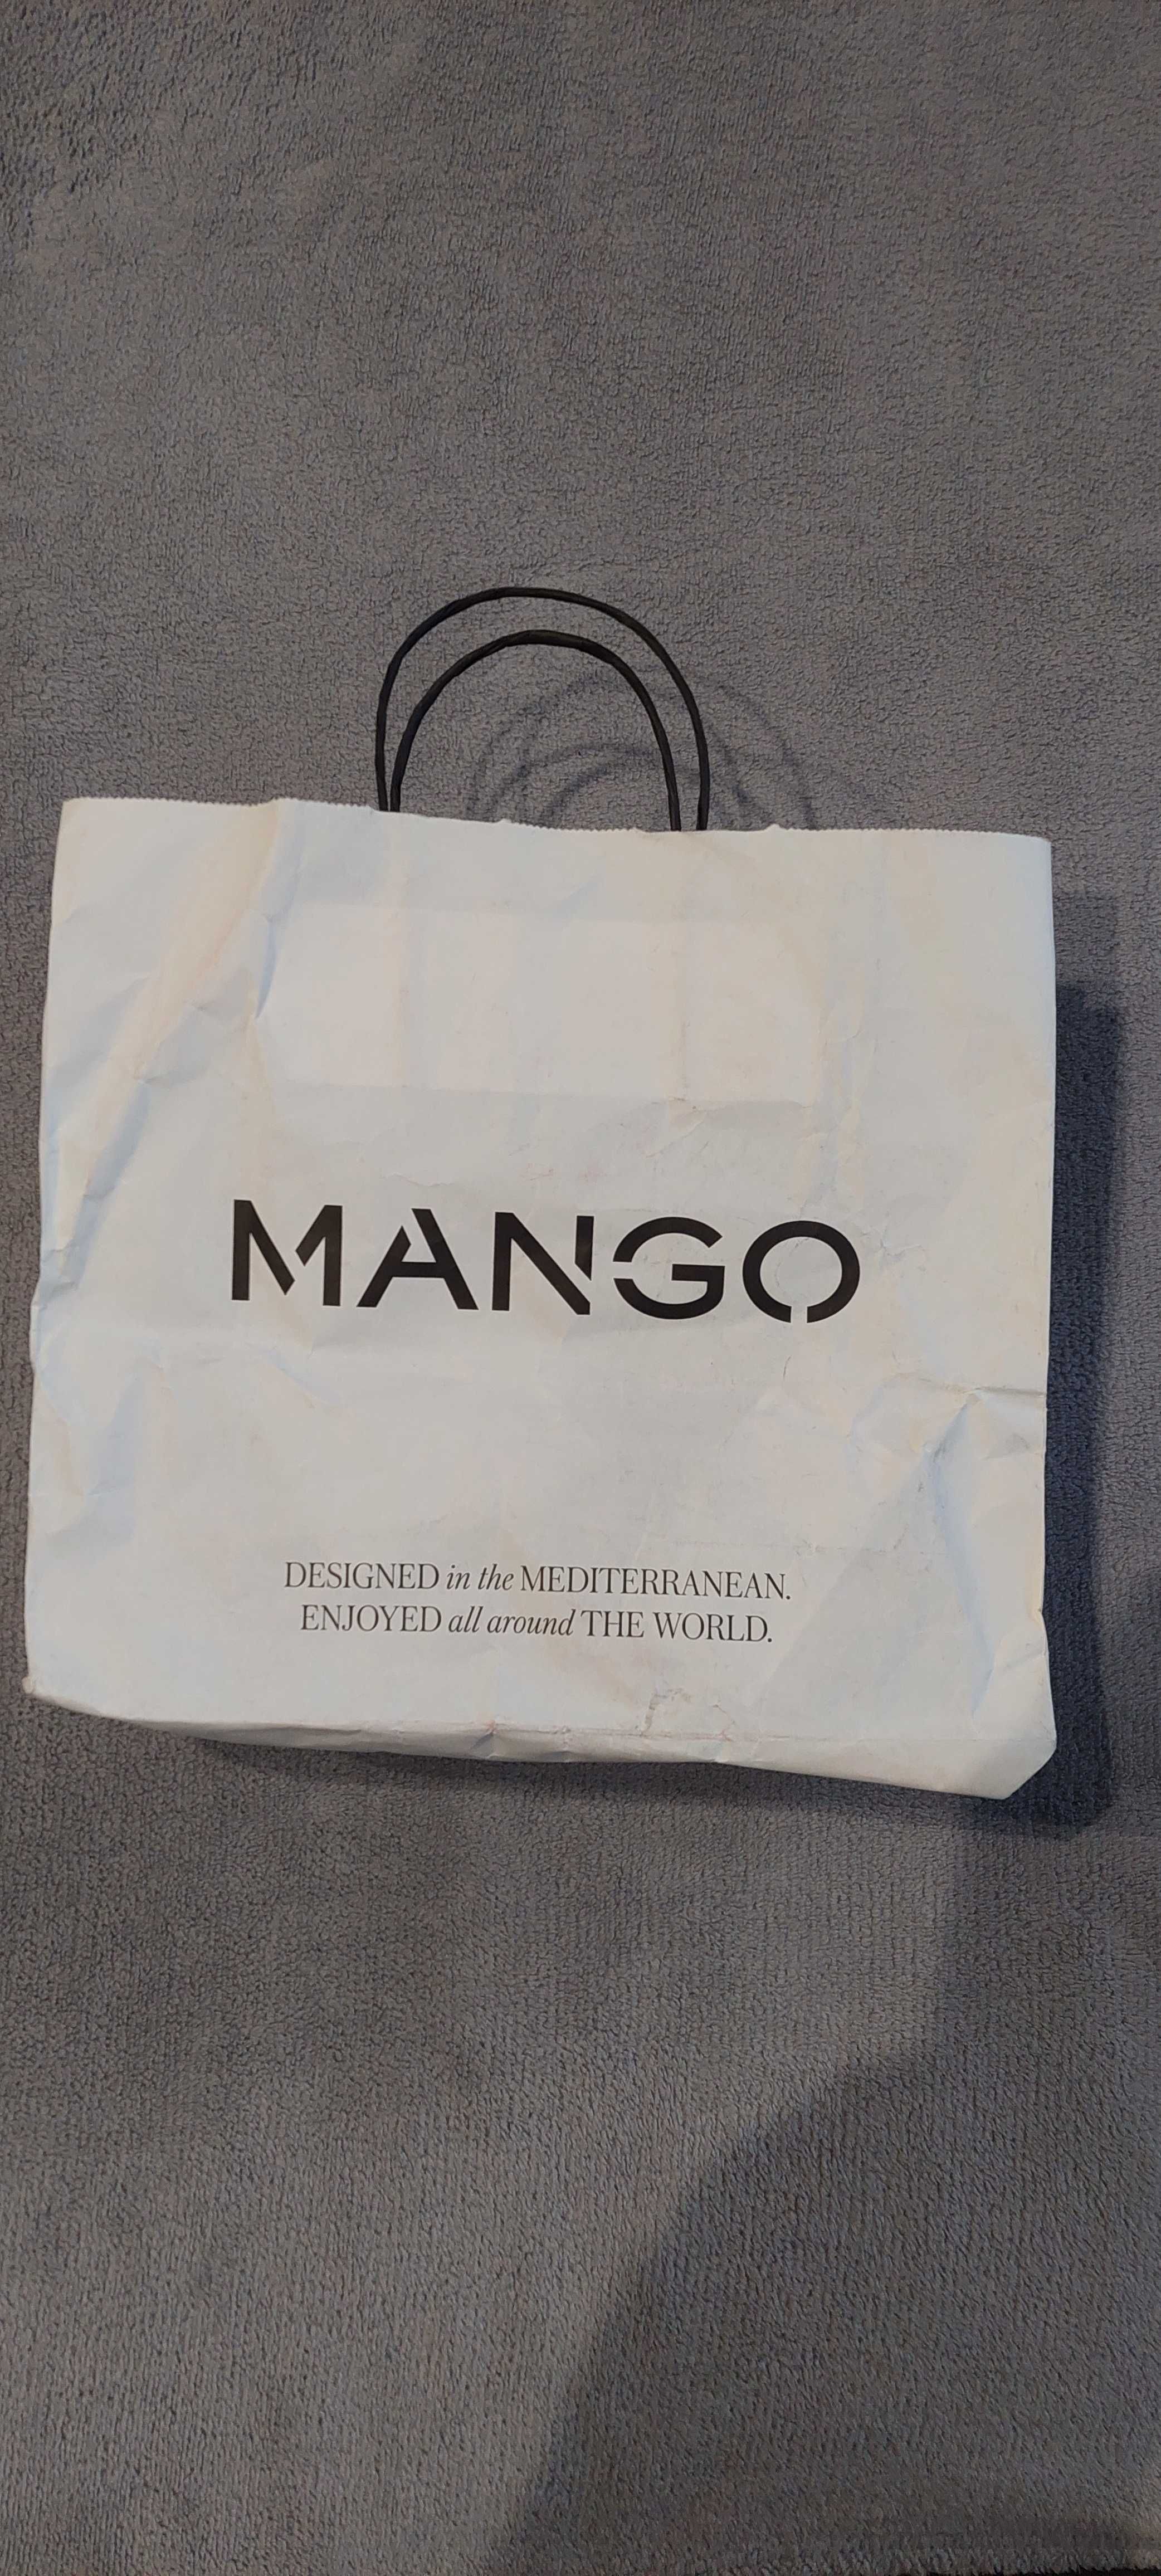 MANGO
DESIGNED in the MEDITERRANEAN.
ENJOYED all around THE WORLD.